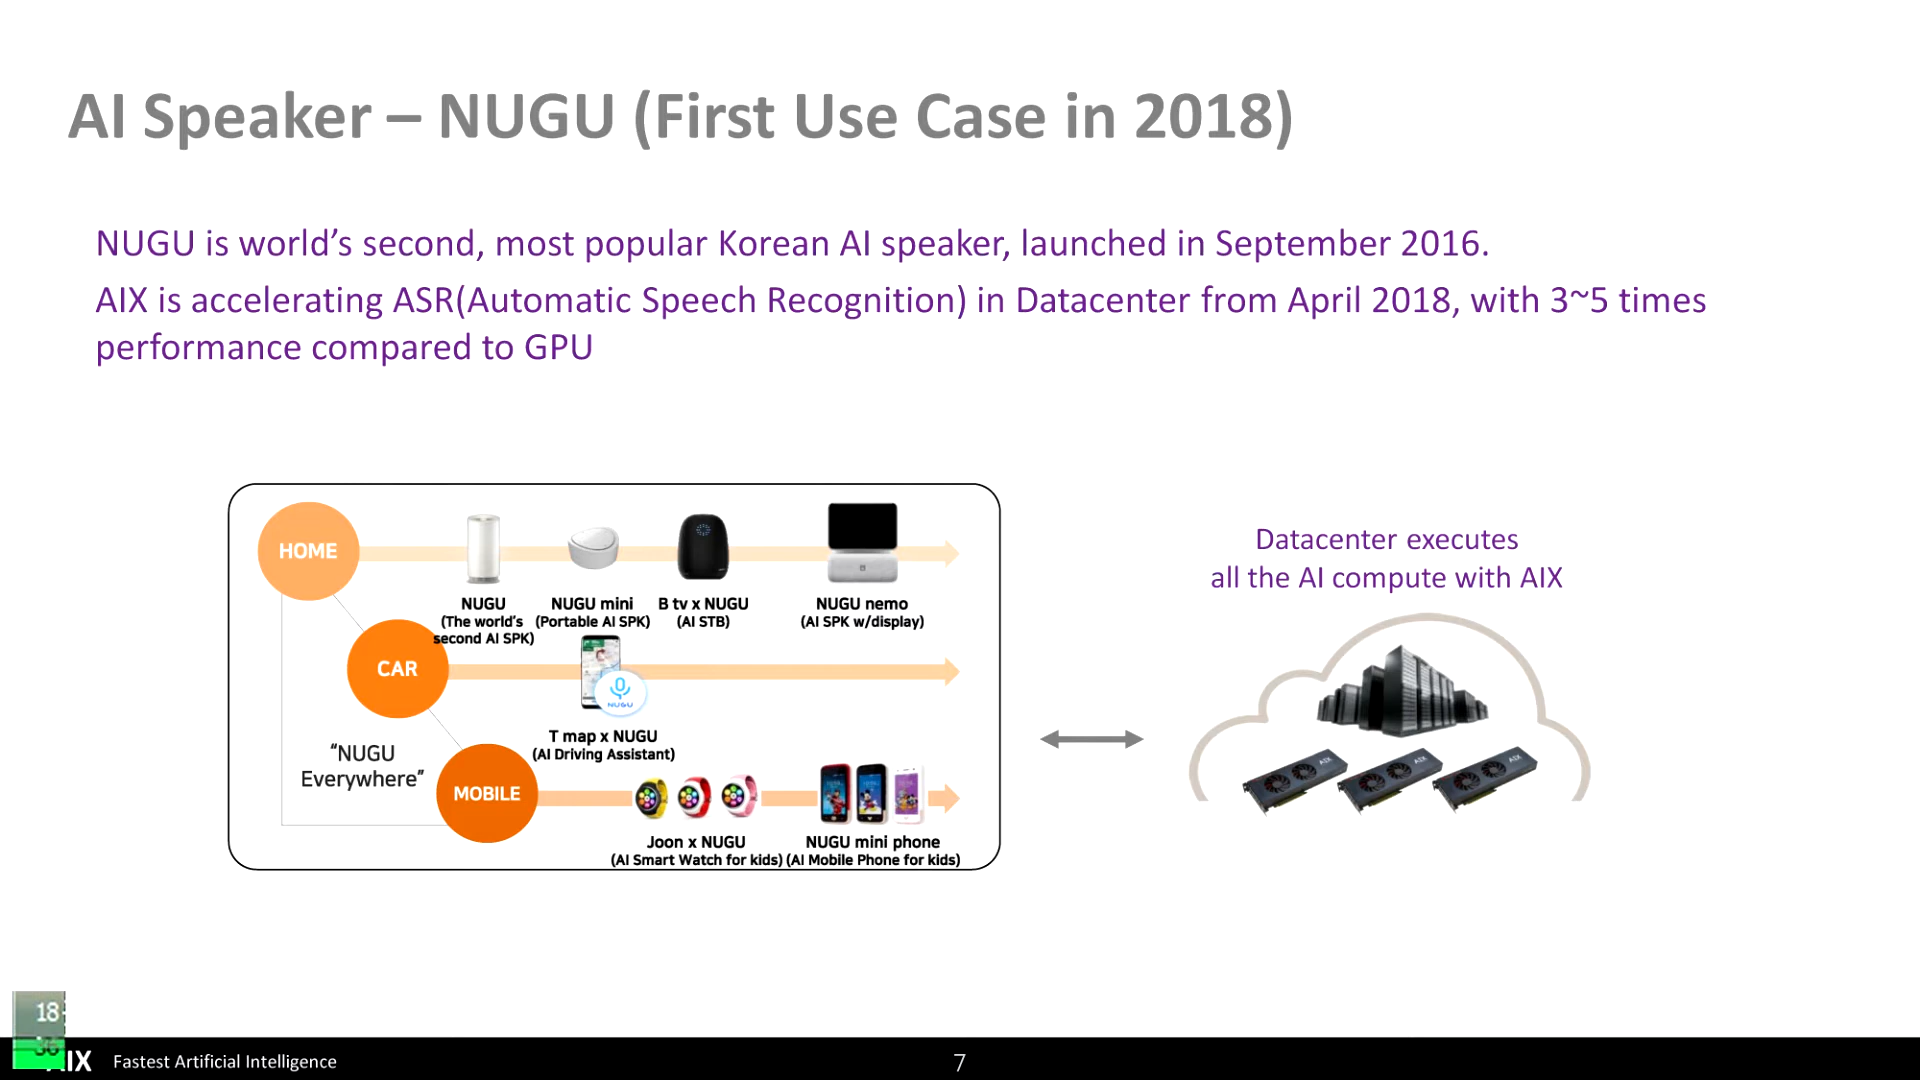 AI Speaker – NUGU (First Use Case in 2018)
NUGU is world’s second, most popular Korean AI speaker, launched in September 2016.
AIX is accelerating ASR(Automatic Speech Recognition) in Datacenter from April 2018, with 3~5 times
performance compared to GPU
HOME
NUGU
(The world’s
second AI SPK)
NUGU mini
(Portable AI SPK)
B tv x NUGU
(AI STB)
NUGU nemo
(AI SPK w/display)
CAR
NUGU
T map x NUGU
(AI Driving Assistant)
“NUGU
Everywhere”
MOBILE
Joon x NUGU
(AI Smart Watch for kids)
NUGU mini phone
(AI Mobile Phone for kids)
Datacenter executes
all the AI compute with AIX
AIX
AIX
AIX
18
Fastest Artificial Intelligence
7